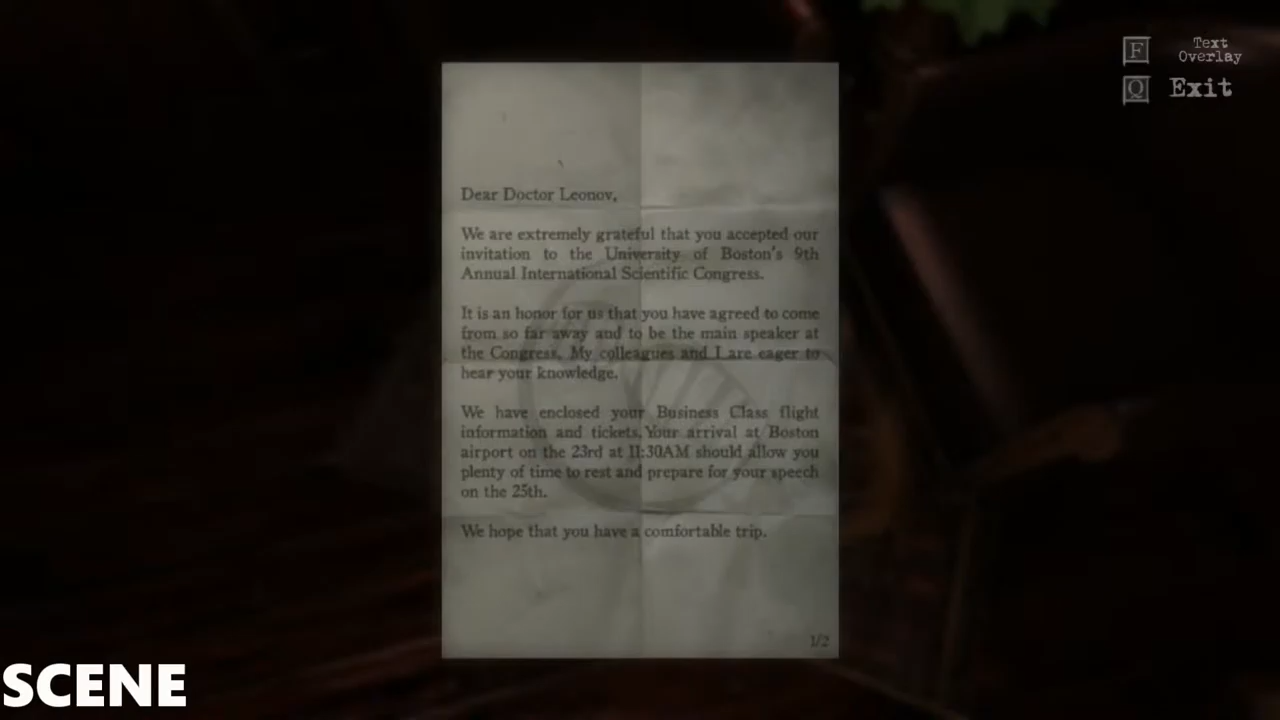 F Text
Overlay
Q Exit
Dear Doctor Leonov,
We are extremely grateful that you accepted our
invitation to the University of Boston's 9th
Annual International Scientific Congress.
It is an honor for us that you have agreed to come
from so far away and to be the main speaker at
the Congress. My colleagues and I are eager to
hear your knowledge.
We have enclosed your Business Class flight
information and tickets. Your arrival at Boston
airport on the 23rd at 11:30AM should allow you
plenty of time to rest and prepare for your speech
on the 25th.
We hope that you have a comfortable trip.
1/2
SCENE